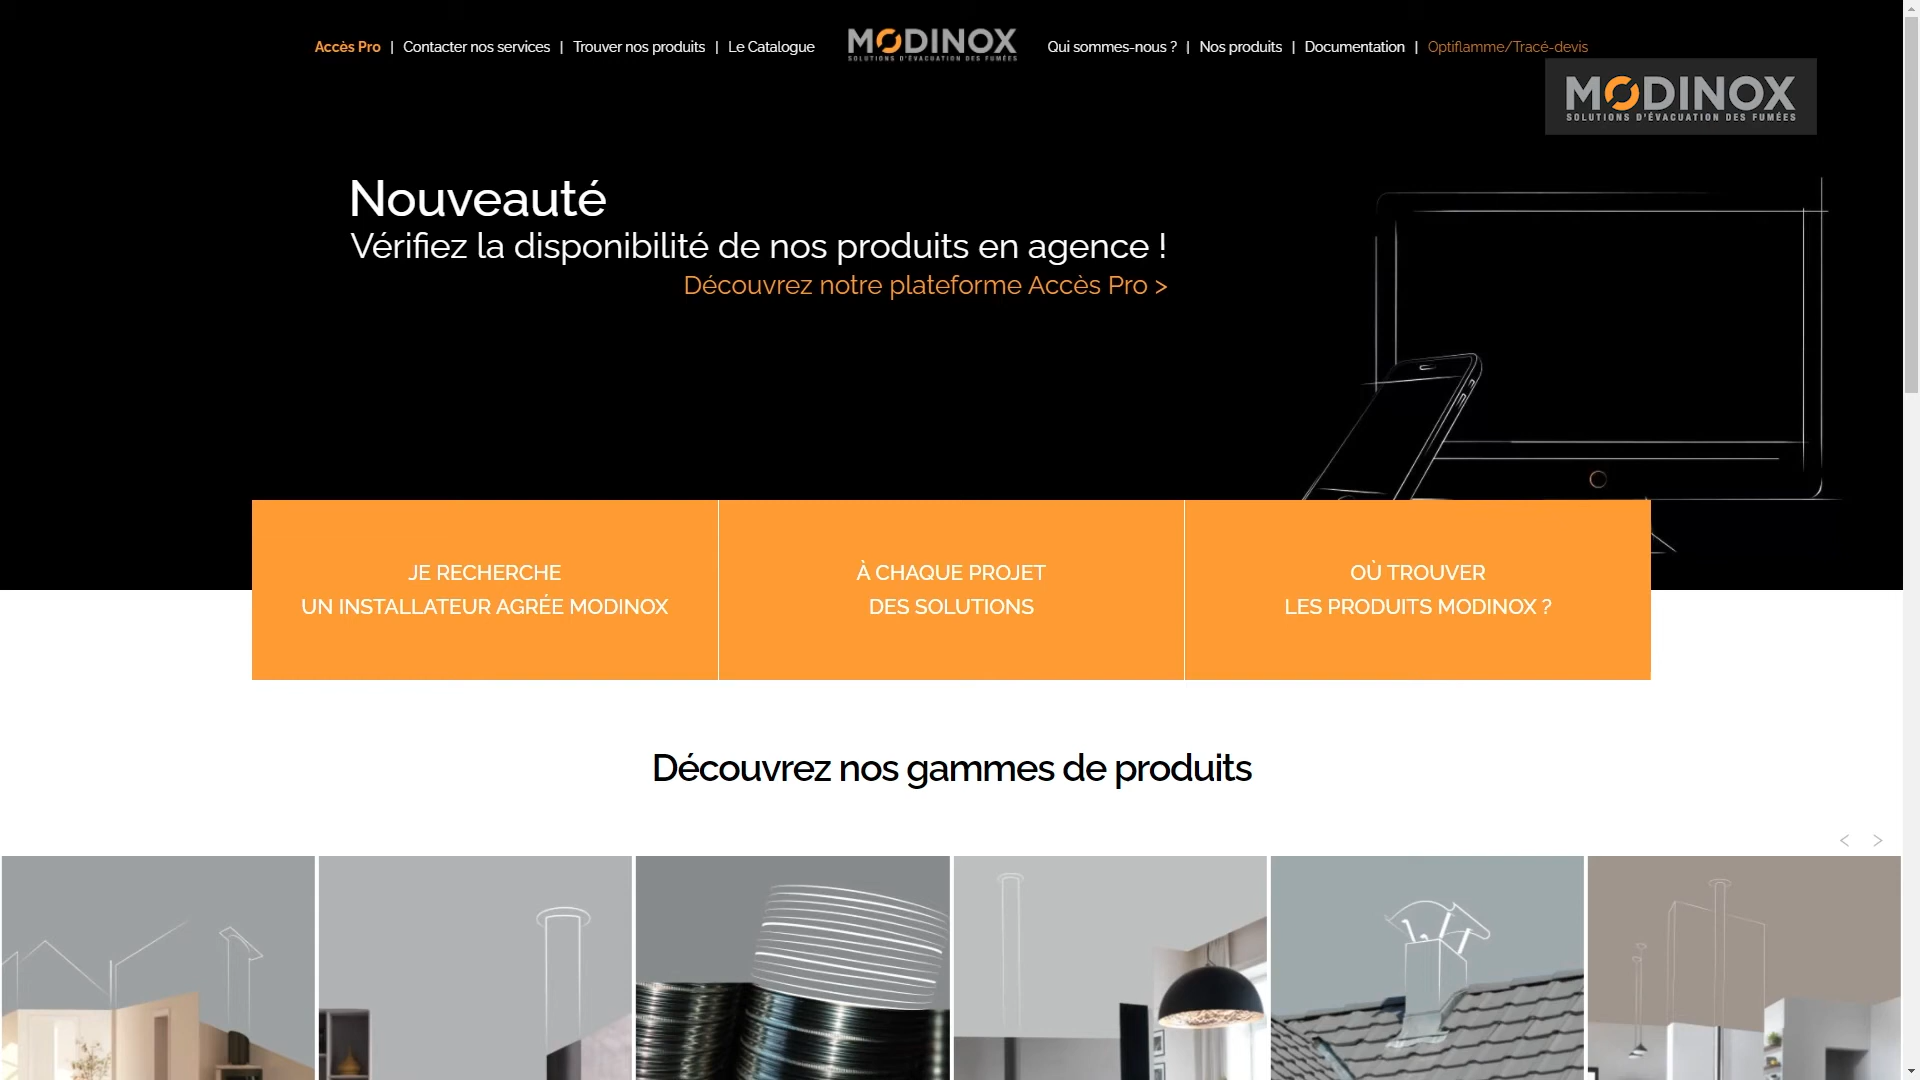 Accès Pro | Contacter nos services | Trouver nos produits | Le Catalogue
MODINOX
SOLUTIONS D'ÉVACUATION DES FUMÉES
Qui sommes-nous ? | Nos produits | Documentation | Optiflamme/Tracé-devis
MODINOX
SOLUTIONS D'ÉVACUATION DES FUMÉES
Nouveauté
Vérifiez la disponibilité de nos produits en agence !
Découvrez notre plateforme Accès Pro >
JE RECHERCHE
UN INSTALLATEUR AGRÉE MODINOX
À CHAQUE PROJET
DES SOLUTIONS
OÙ TROUVER
LES PRODUITS MODINOX ?
Découvrez nos gammes de produits
< >